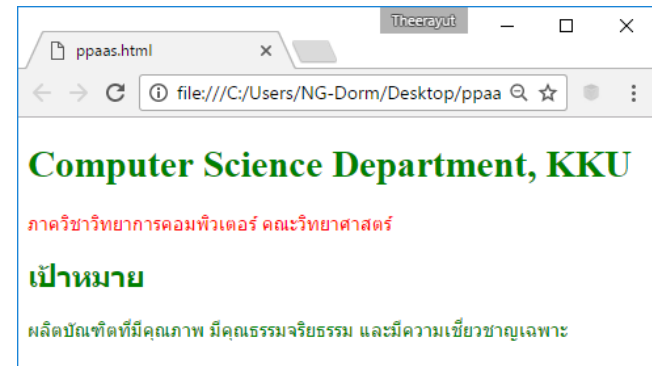 Theerayut
ppaas.html
file:///C:/Users/NG-Dorm/Desktop/ppaa
Computer Science Department, KKU
ภาควิชาวิทยาการคอมพิวเตอร์ คณะวิทยาศาสตร์
เป้าหมาย
ผลิตบัณฑิตที่มีคุณภาพ มีคุณธรรมจริยธรรม และมีความเชี่ยวชาญเฉพาะ